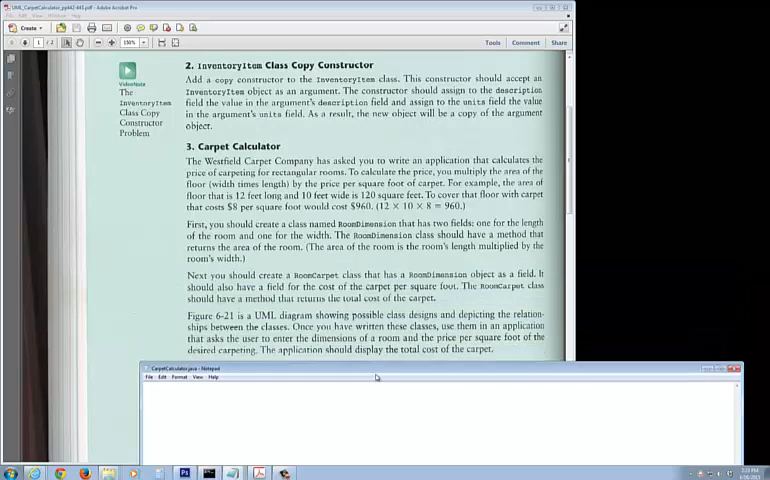 UML_CarpetCalculator_pp442-443.pdf - Adobe Acrobat Pro
File Edit View Window Help
Create
1 / 2
150%
Tools Comment Share
VideoNote
The
InventoryItem
Class Copy
Constructor
Problem
2. InventoryItem Class Copy Constructor
Add a copy constructor to the InventoryItem class. This constructor should accept an
InventoryItem object as an argument. The constructor should assign to the description
field the value in the argument's description field and assign to the units field the value
in the argument's units field. As a result, the new object will be a copy of the argument
object.
3. Carpet Calculator
The Westfield Carpet Company has asked you to write an application that calculates the
price of carpeting for rectangular rooms. To calculate the price, you multiply the area of the
floor (width times length) by the price per square foot of carpet. For example, the area of
floor that is 12 feet long and 10 feet wide is 120 square feet. To cover that floor with carpet
that costs $8 per square foot would cost $960. (12 × 10 × 8 = 960.)
First, you should create a class named RoomDimension that has two fields: one for the length
of the room and one for the width. The RoomDimension class should have a method that
returns the area of the room. (The area of the room is the room's length multiplied by the
room's width.)
Next you should create a RoomCarpet class that has a RoomDimension object as a field. It
should also have a field for the cost of the carpet per square foot. The RoomCarpet class
should have a method that returns the total cost of the carpet.
Figure 6-21 is a UML diagram showing possible class designs and depicting the relation-
ships between the classes. Once you have written these classes, use them in an application
that asks the user to enter the dimensions of a room and the price per square foot of the
desired carpeting. The application should display the total cost of the carpet.
CarpetCalculator.java - Notepad
File Edit Format View Help